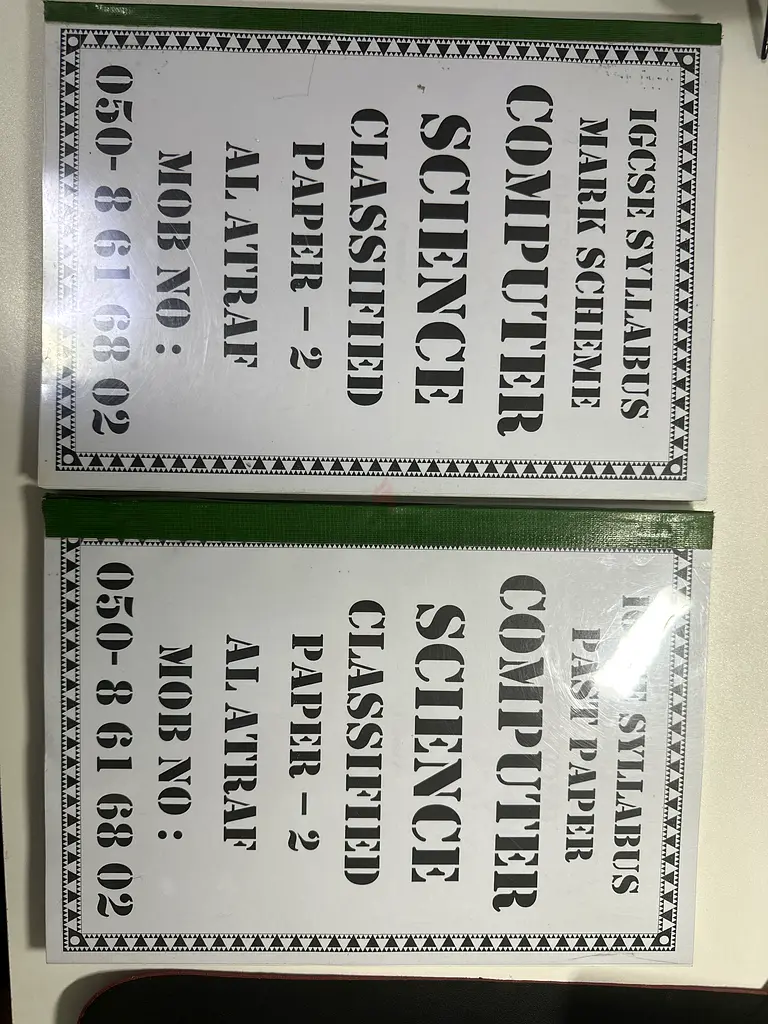 IGCSE SYLLABUS
MARK SCHEME
COMPUTER
SCIENCE
CLASSIFIED
PAPER – 2
AL ATRAF
MOB NO :
050- 8 61 68 02
SYLLABUS
PAST PAPER
COMPUTER
SCIENCE
CLASSIFIED
PAPER – 2
AL ATRAF
MOB NO :
050- 8 61 68 02